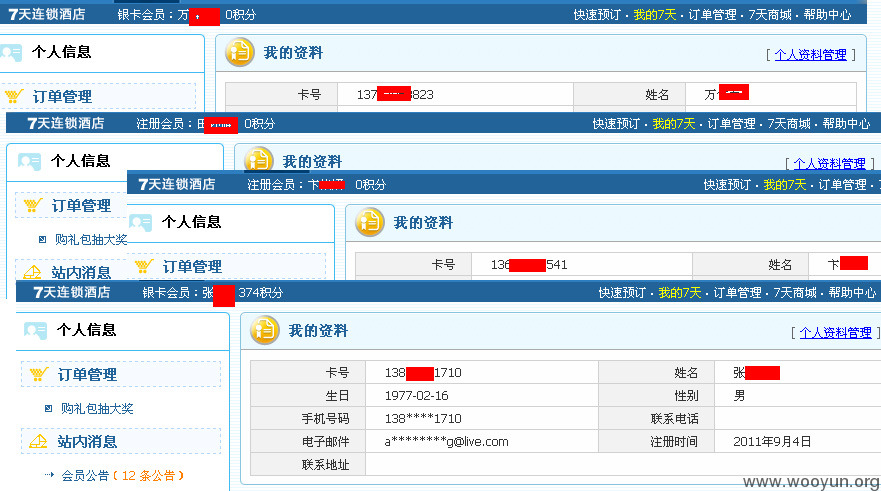 7天连锁酒店 银卡会员：万 0积分 快速预订 · 我的7天 · 订单管理 · 7天商城 · 帮助中心
个人信息 我的资料 [ 个人资料管理 ]
订单管理 卡号 137 823 姓名 万
7天连锁酒店 注册会员：田 0积分 快速预订 · 我的7天 · 订单管理 · 7天商城 · 帮助中心
个人信息 我的资料 [ 个人资料管理 ]
订单管理
购礼包抽大奖
站内消息
7天连锁酒店 注册会员：卞 0积分 快速预订 · 我的7天 · 订单管理 ·
个人信息 我的资料
订单管理 卡号 136 541 姓名 卞
7天连锁酒店 银卡会员：张 374积分 快速预订 · 我的7天 · 订单管理 · 7天商城 · 帮助中心
个人信息 我的资料 [ 个人资料管理 ]
订单管理 卡号 138 1710 姓名 张
生日 1977-02-16 性别 男
购礼包抽大奖 手机号码 138****1710 联系电话
站内消息 电子邮件 a********g@live.com 注册时间 2011年9月4日
联系地址
会员公告（12 条公告）
www.wooyun.org